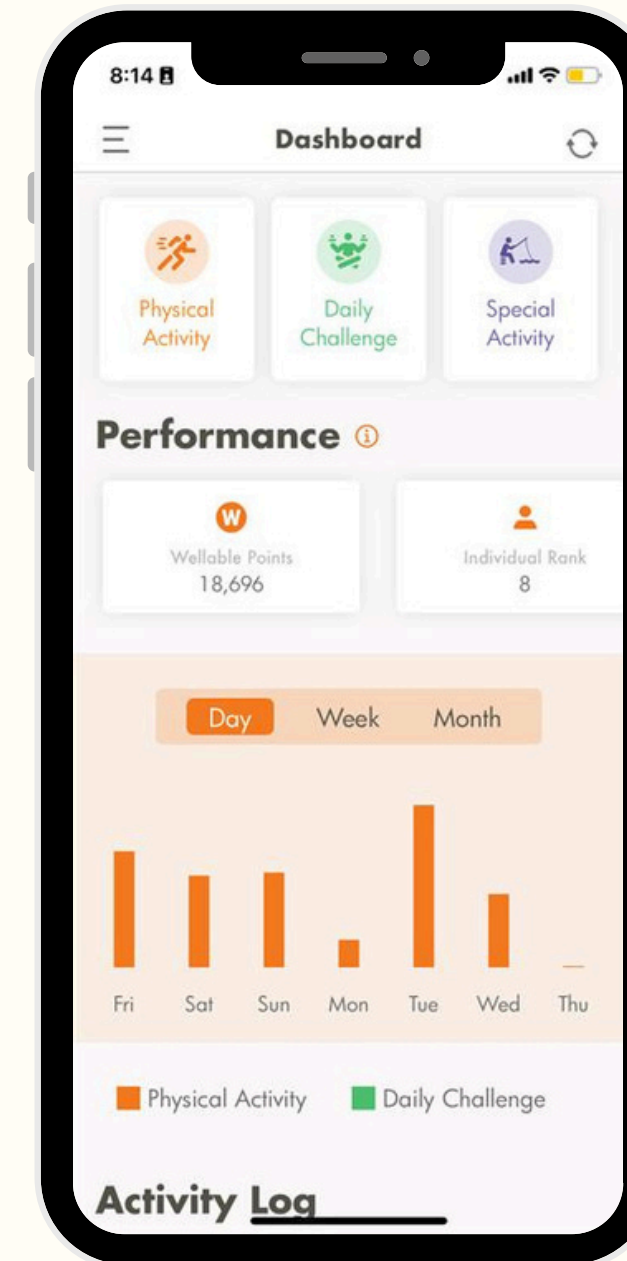 8:14
Dashboard
Physical
Activity
Daily
Challenge
Special
Activity
Performance
W
Wellable Points
18,696
Individual Rank
8
Day Week Month
Fri Sat Sun Mon Tue Wed Thu
Physical Activity Daily Challenge
Activity Log